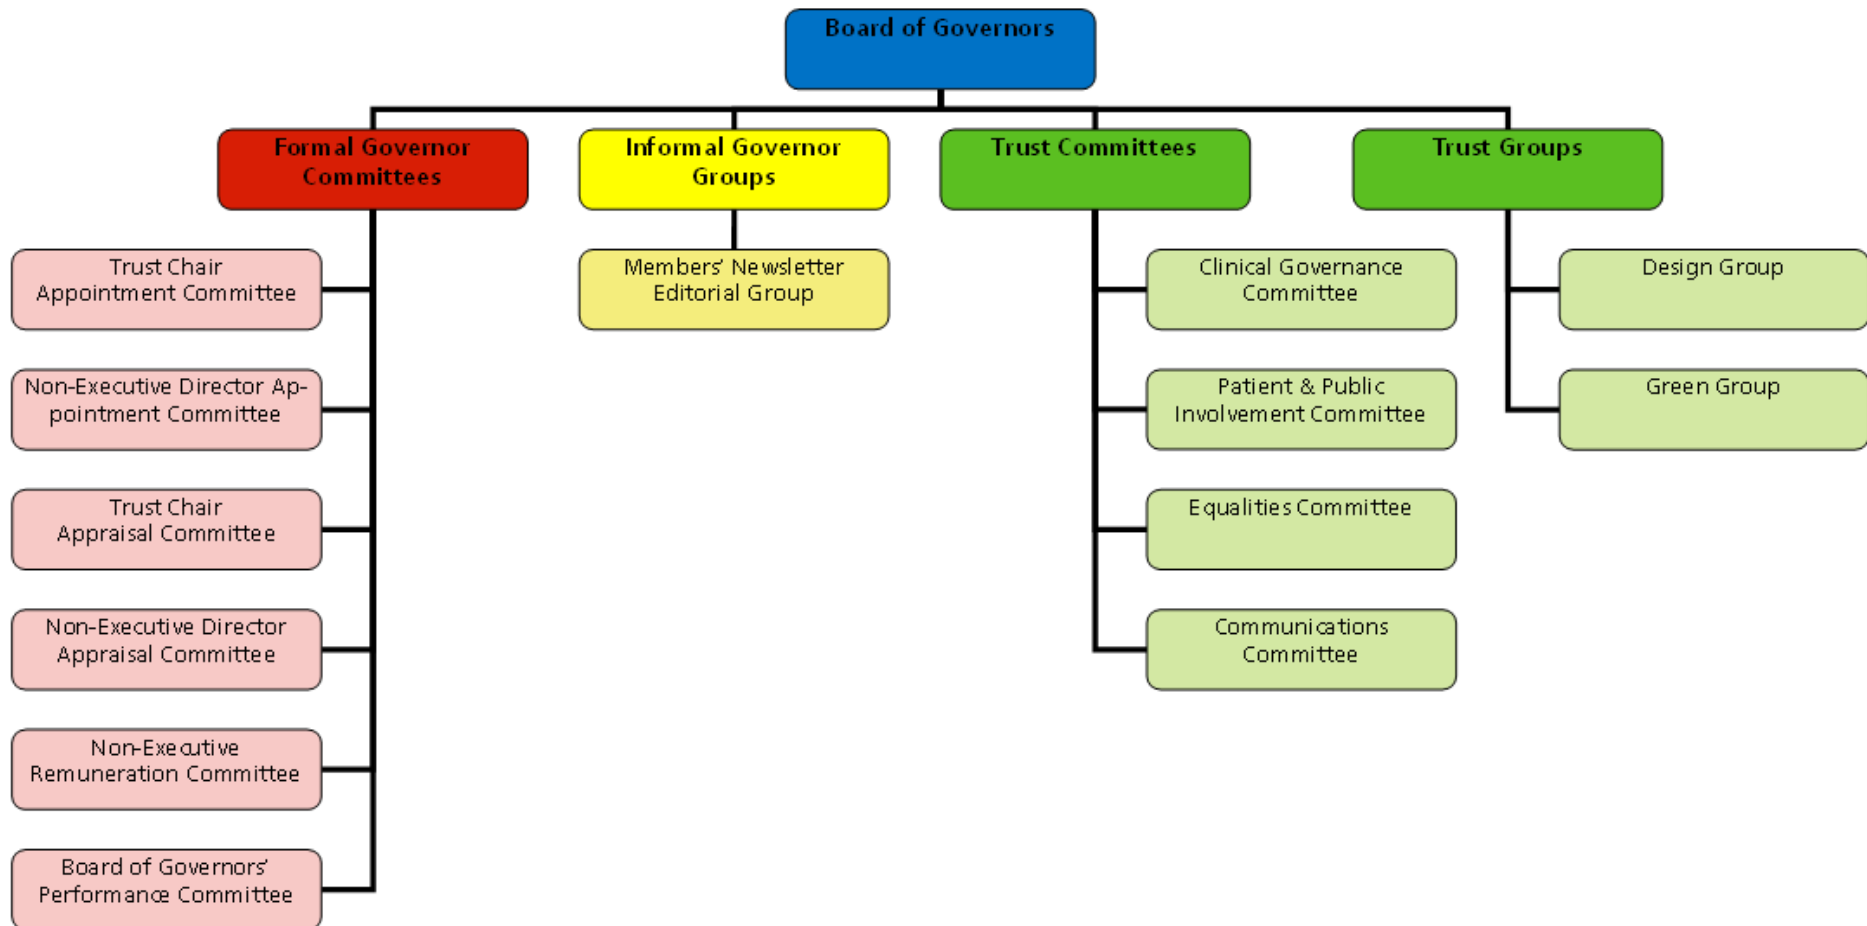 Board of Governors
Formal Governor
Committees
Informal Governor
Groups
Trust Committees
Trust Groups
Trust Chair
Appointment Committee
Non-Executive Director Ap-
pointment Committee
Trust Chair
Appraisal Committee
Non-Executive Director
Appraisal Committee
Non-Executive
Remuneration Committee
Board of Governors'
Performance Committee
Members' Newsletter
Editorial Group
Clinical Governance
Committee
Patient & Public
Involvement Committee
Equalities Committee
Communications
Committee
Design Group
Green Group